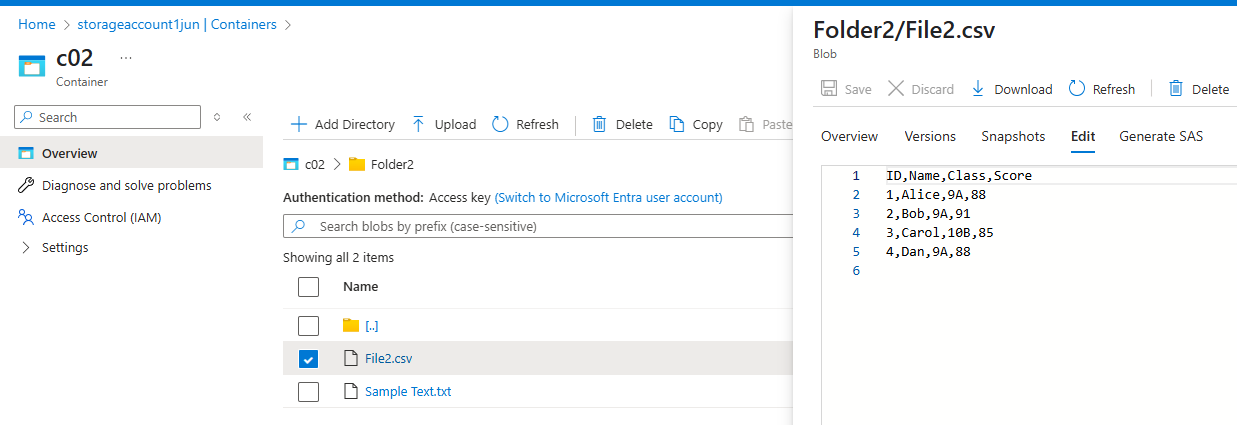 Home > storageaccount1jun | Containers >
c02 ...
Container
Search
Overview
Diagnose and solve problems
Access Control (IAM)
Settings
Add Directory Upload Refresh Delete Copy Paste
c02 > Folder2
Authentication method: Access key (Switch to Microsoft Entra user account)
Search blobs by prefix (case-sensitive)
Showing all 2 items
Name
[..]
File2.csv
Sample Text.txt
Folder2/File2.csv
Blob
Save Discard Download Refresh Delete
Overview Versions Snapshots Edit Generate SAS
1 ID,Name,Class,Score
2 1,Alice,9A,88
3 2,Bob,9A,91
4 3,Carol,10B,85
5 4,Dan,9A,88
6